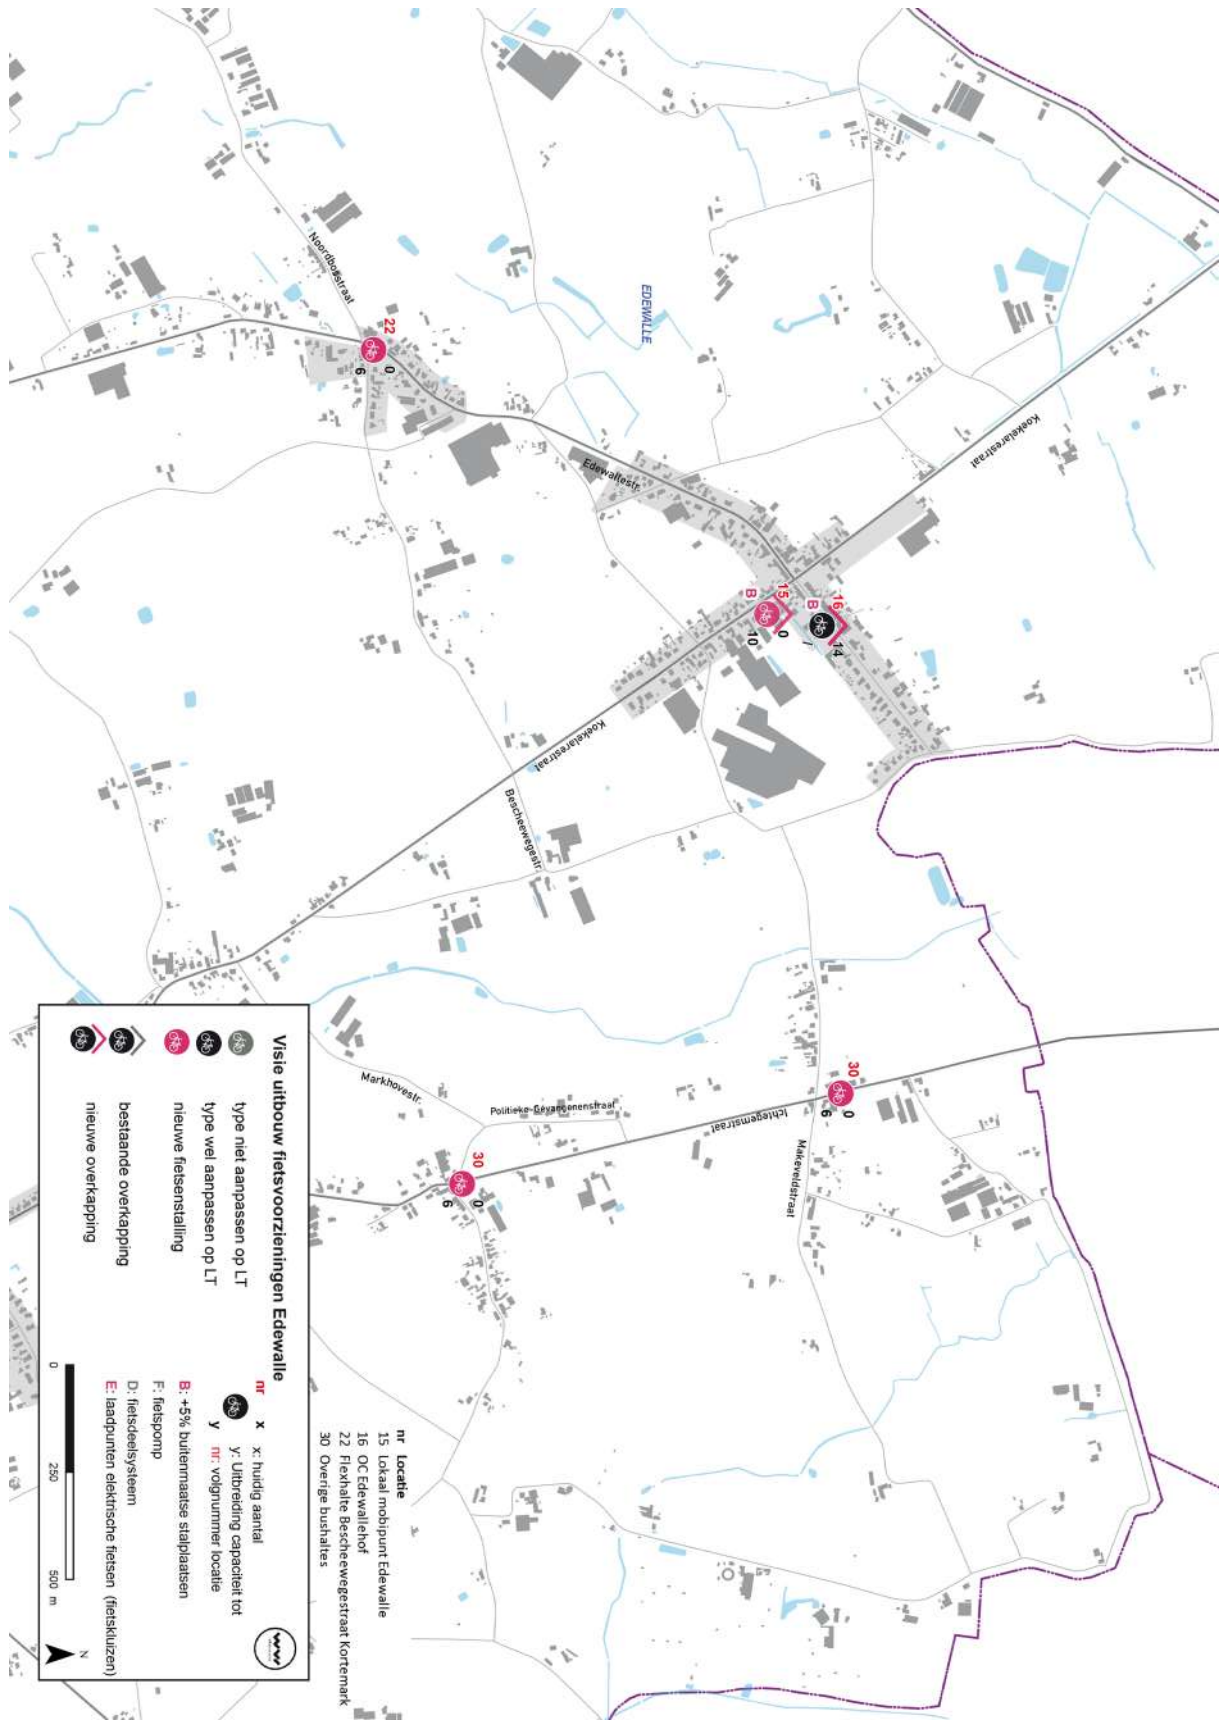 Noordbosstraat
EDEWALLE
22
0
6
Edewallestr.
Koekelarestraat
15
B
0
10
16
B
14
/
Koekelarestraat
Bescheewegestr.
Markhovestr.
Politieke-Gevangenenstraat
Ichtegemstraat
30
0
6
Makeveldstraat
30
0
6
nr Locatie
15 Lokaal mobipunt Edewalle
16 OC Edewallehof
22 Flexhalte Bescheewegestraat Kortemark
30 Overige bushaltes
Visie uitbouw fietsvoorzieningen Edewalle
type niet aanpassen op LT
type wel aanpassen op LT
nieuwe fietsenstalling
bestaande overkapping
nieuwe overkapping
nr x
y
x: huidig aantal
y: Uitbreiding capaciteit tot
nr: volgnummer locatie
B: +5% buitenmaatse stalplaatsen
F: fietspomp
D: fietsdeelsysteem
E: laadpunten elektrische fietsen (fietskluizen)
0 250 500 m
N